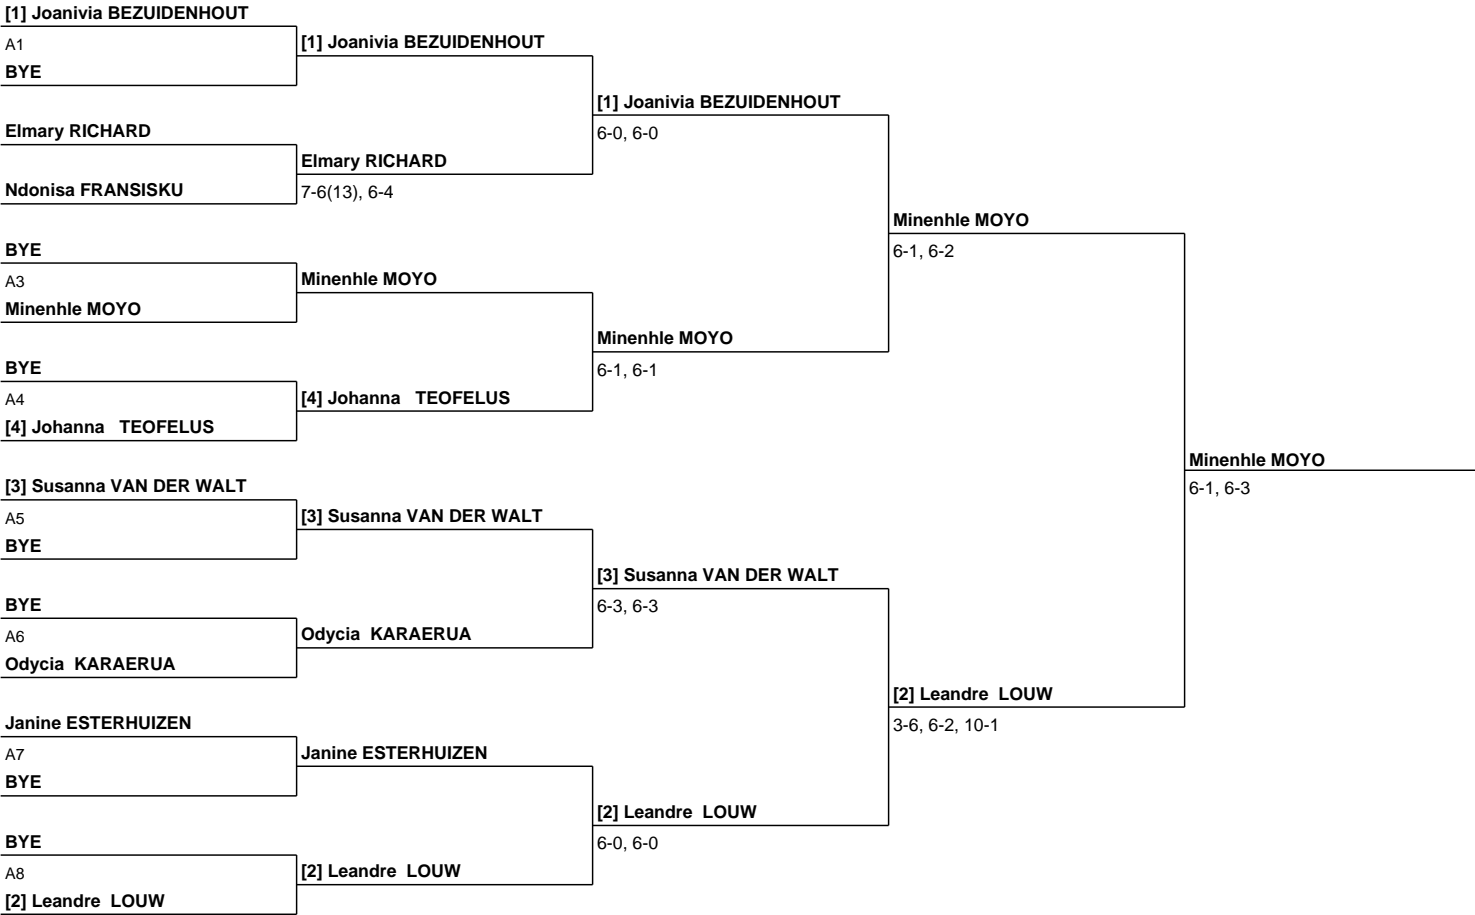 [1] Joanivia BEZUIDENHOUT
A1
BYE
Elmary RICHARD
Ndonisa FRANSISKU
BYE
A3
Minenhle MOYO
BYE
A4
[4] Johanna TEOFELUS
[3] Susanna VAN DER WALT
A5
BYE
BYE
A6
Odycia KARAERUA
Janine ESTERHUIZEN
A7
BYE
BYE
A8
[2] Leandre LOUW
[1] Joanivia BEZUIDENHOUT
Elmary RICHARD
7-6(13), 6-4
Minenhle MOYO
[4] Johanna TEOFELUS
[3] Susanna VAN DER WALT
Odycia KARAERUA
Janine ESTERHUIZEN
[2] Leandre LOUW
[1] Joanivia BEZUIDENHOUT
6-0, 6-0
Minenhle MOYO
6-1, 6-1
[3] Susanna VAN DER WALT
6-3, 6-3
[2] Leandre LOUW
6-0, 6-0
Minenhle MOYO
6-1, 6-2
[2] Leandre LOUW
3-6, 6-2, 10-1
Minenhle MOYO
6-1, 6-3